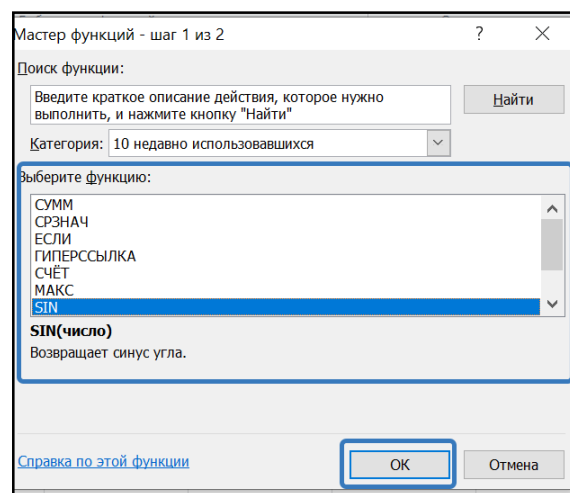 Мастер функций - шаг 1 из 2
?
Поиск функции:
Введите краткое описание действия, которое нужно
выполнить, и нажмите кнопку "Найти"
Найти
Категория: 10 недавно использовавшихся
Выберите функцию:
СУММ
СРЗНАЧ
ЕСЛИ
ГИПЕРССЫЛКА
СЧЁТ
МАКС
SIN
SIN(число)
Возвращает синус угла.
Справка по этой функции
ОК
Отмена